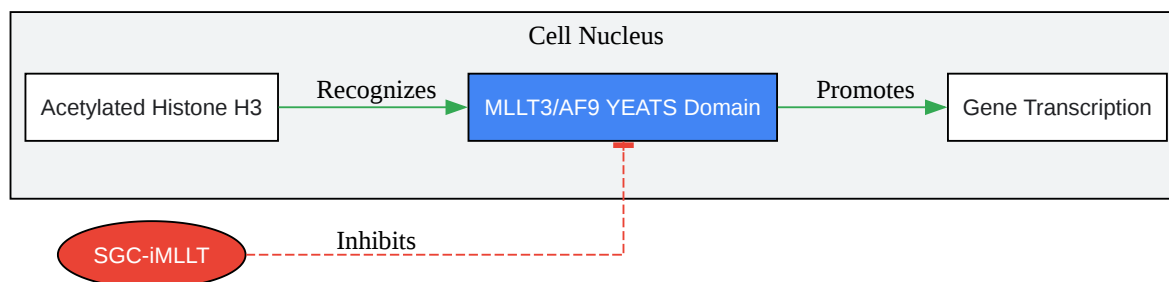 Cell Nucleus
Acetylated Histone H3
Recognizes
MLLT3/AF9 YEATS Domain
Promotes
Gene Transcription
SGC-iMLLT
Inhibits